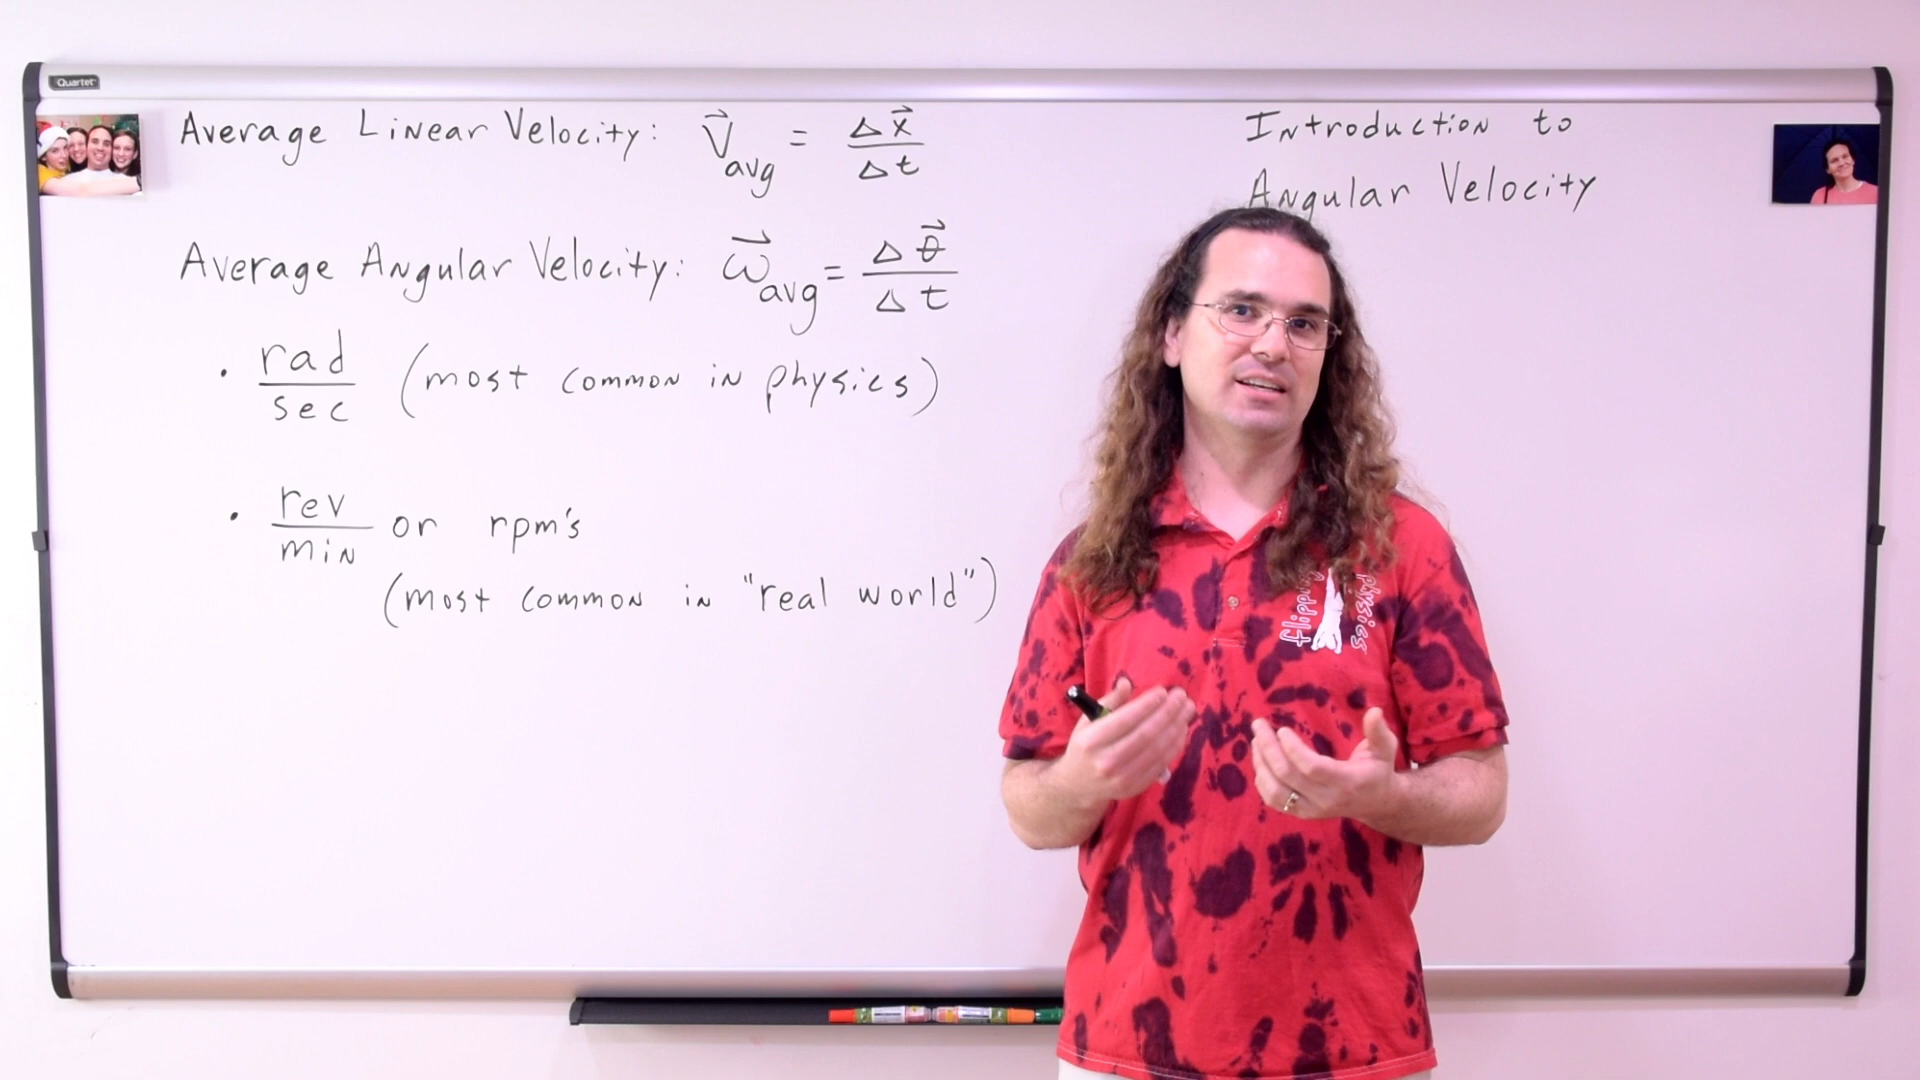 Quartet
Average Linear Velocity: v⃗avg = Δx⃗ / Δt
Introduction to
Angular Velocity
Average Angular Velocity: ω⃗avg = Δθ⃗ / Δt
• rad / sec (most common in physics)
• rev / min or rpm's
(most common in "real world")
flipping
physics